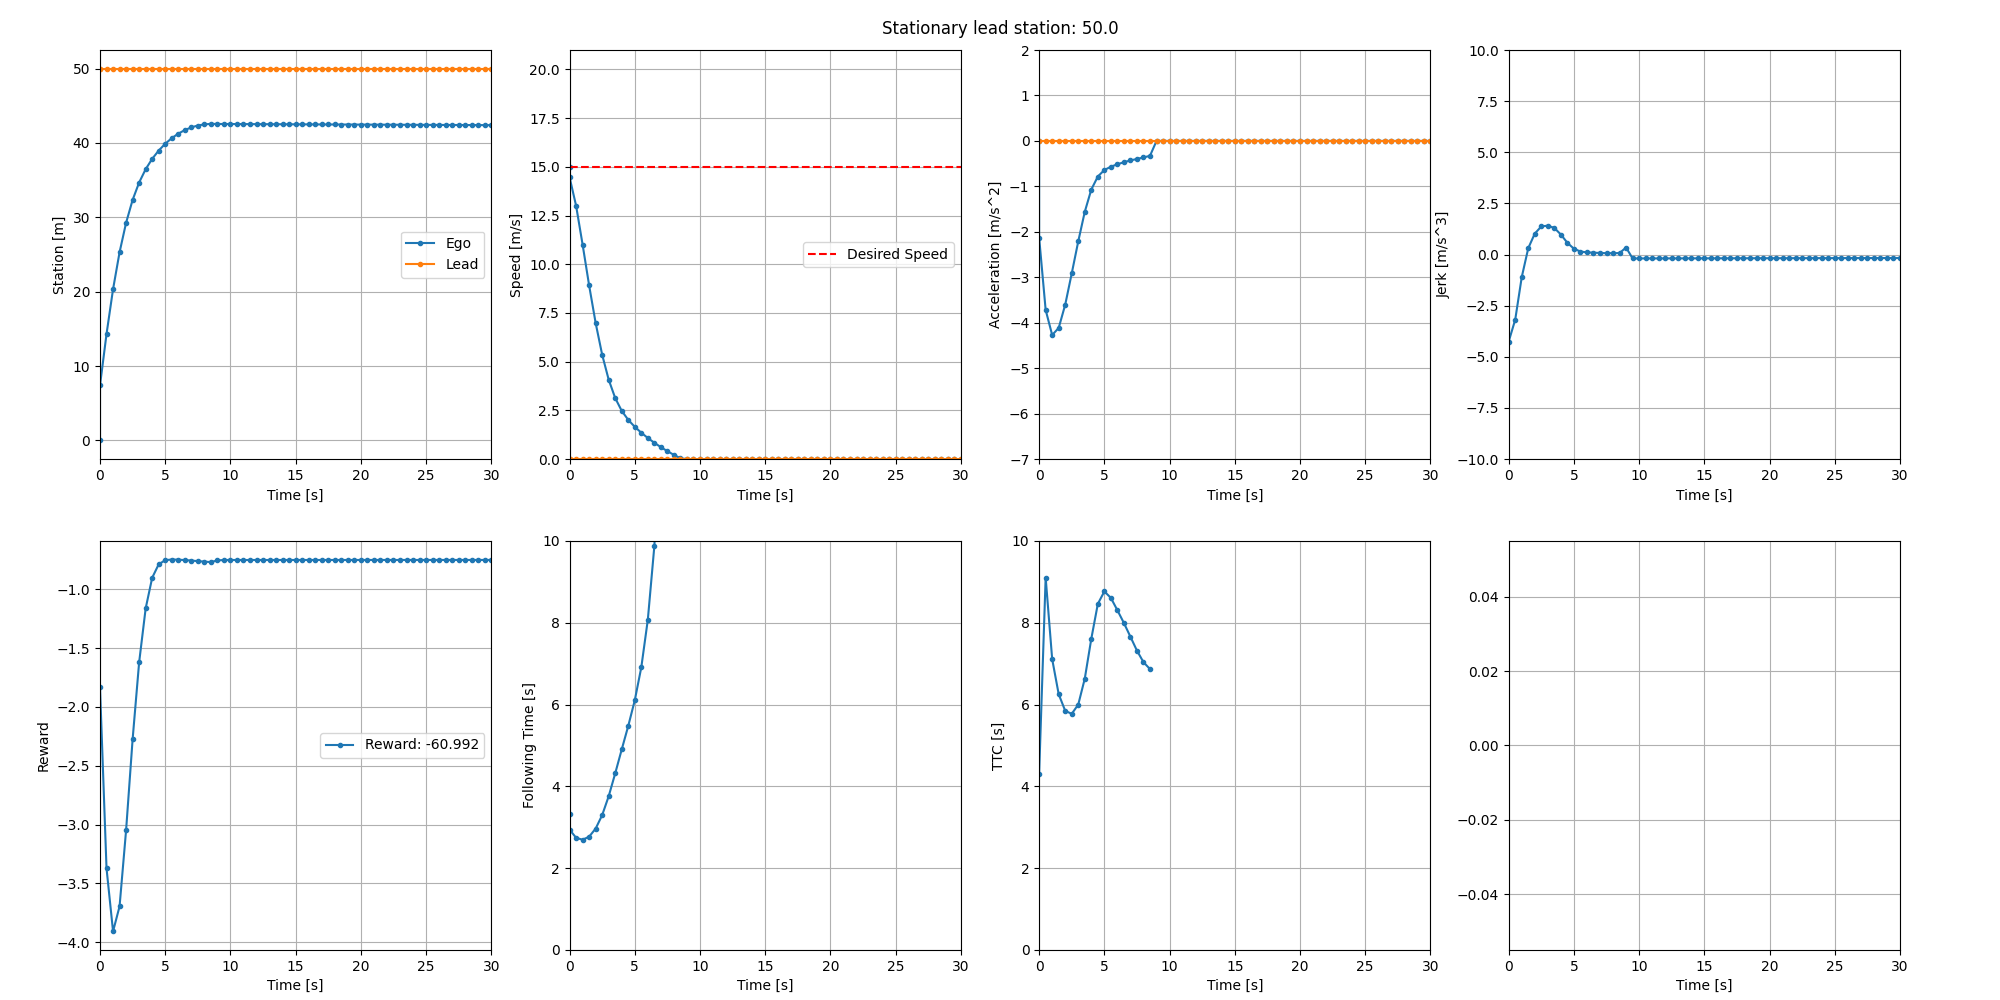 Stationary lead station: 50.0
Station [m]
50
40
30
20
10
0
Ego
Lead
0 5 10 15 20 25 30
Time [s]
Speed [m/s]
20.0
17.5
15.0
12.5
10.0
7.5
5.0
2.5
0.0
Desired Speed
0 5 10 15 20 25 30
Time [s]
Acceleration [m/s^2]
2
1
0
−1
−2
−3
−4
−5
−6
−7
0 5 10 15 20 25 30
Time [s]
Jerk [m/s^3]
10.0
7.5
5.0
2.5
0.0
−2.5
−5.0
−7.5
−10.0
0 5 10 15 20 25 30
Time [s]
Reward
−1.0
−1.5
−2.0
−2.5
−3.0
−3.5
−4.0
Reward: -60.992
0 5 10 15 20 25 30
Time [s]
Following Time [s]
10
8
6
4
2
0
0 5 10 15 20 25 30
Time [s]
TTC [s]
10
8
6
4
2
0
0 5 10 15 20 25 30
Time [s]
0.04
0.02
0.00
−0.02
−0.04
0 5 10 15 20 25 30
Time [s]